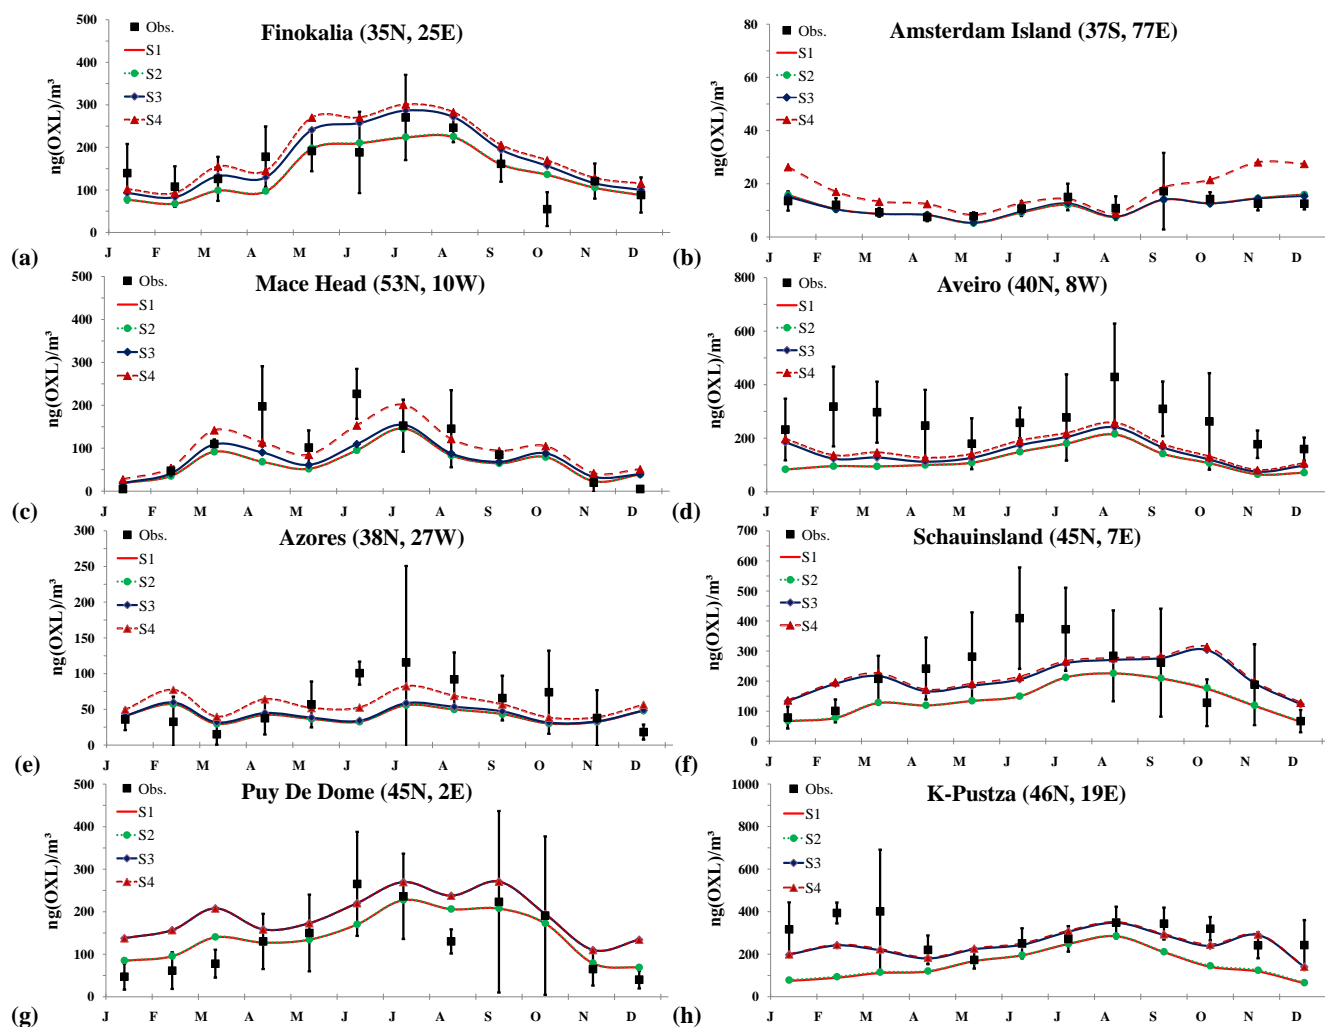 Finokalia (35N, 25E)
ng(OXL)/m³
500
400
300
200
100
0
Obs.
S1
S2
S3
S4
J F M A M J J A S O N D
(a)
Amsterdam Island (37S, 77E)
ng(OXL)/m³
80
60
40
20
0
Obs.
S1
S2
S3
S4
J F M A M J J A S O N D
(b)
Mace Head (53N, 10W)
ng(OXL)/m³
500
400
300
200
100
0
Obs.
S1
S2
S3
S4
J F M A M J J A S O N D
(c)
Aveiro (40N, 8W)
ng(OXL)/m³
800
600
400
200
0
Obs.
S1
S2
S3
S4
J F M A M J J A S O N D
(d)
Azores (38N, 27W)
ng(OXL)/m³
300
250
200
150
100
50
0
Obs.
S1
S2
S3
S4
J F M A M J J A S O N D
(e)
Schauinsland (45N, 7E)
ng(OXL)/m³
700
600
500
400
300
200
100
0
Obs.
S1
S2
S3
S4
J F M A M J J A S O N D
(f)
Puy De Dome (45N, 2E)
ng(OXL)/m³
500
400
300
200
100
0
Obs.
S1
S2
S3
S4
J F M A M J J A S O N D
(g)
K-Pustza (46N, 19E)
ng(OXL)/m³
1000
800
600
400
200
0
Obs.
S1
S2
S3
S4
J F M A M J J A S O N D
(h)